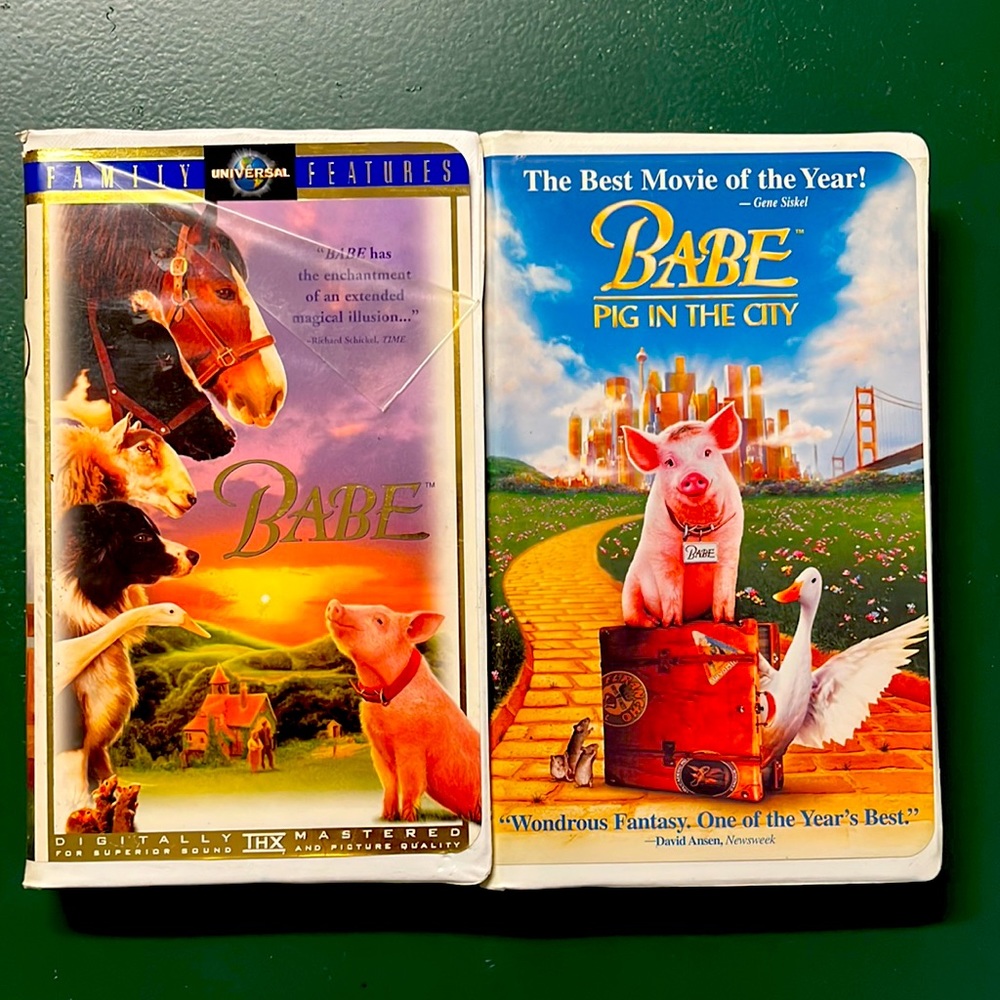 FAMILY UNIVERSAL FEATURES
"BABE has
the enchantment
of an extended
magical illusion..."
-Richard Schickel, TIME
BABE™
DIGITALLY THX MASTERED
FOR SUPERIOR SOUND AND PICTURE QUALITY
The Best Movie of the Year!
— Gene Siskel
BABE™
PIG IN THE CITY
BABE
"Wondrous Fantasy. One of the Year's Best."
—David Ansen, Newsweek